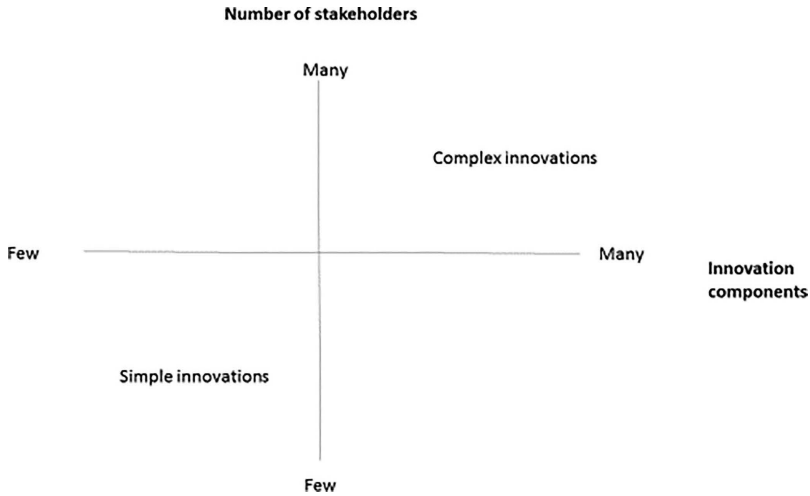 Number of stakeholders
Many
Complex innovations
Few
Many
Innovation
components
Simple innovations
Few